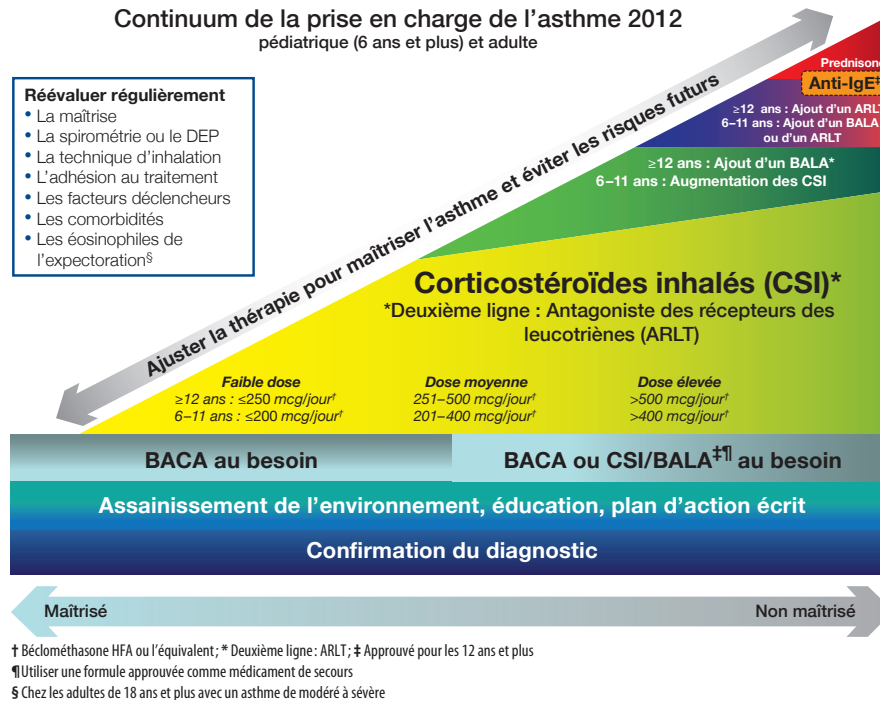 Continuum de la prise en charge de l'asthme 2012
pédiatrique (6 ans et plus) et adulte
Réévaluer régulièrement
• La maîtrise
• La spirométrie ou le DEP
• La technique d'inhalation
• L'adhésion au traitement
• Les facteurs déclencheurs
• Les comorbidités
• Les éosinophiles de
l'expectoration§
Ajuster la thérapie pour maîtriser l'asthme et éviter les risques futurs
Prednisone
Anti-IgE‡
≥12 ans : Ajout d'un ARLT
6–11 ans : Ajout d'un BALA
ou d'un ARLT
≥12 ans : Ajout d'un BALA*
6–11 ans : Augmentation des CSI
Corticostéroïdes inhalés (CSI)*
*Deuxième ligne : Antagoniste des récepteurs des
leucotriènes (ARLT)
Faible dose Dose moyenne Dose élevée
≥12 ans : ≤250 mcg/jour† 251–500 mcg/jour† >500 mcg/jour†
6–11 ans : ≤200 mcg/jour† 201–400 mcg/jour† >400 mcg/jour†
BACA au besoin BACA ou CSI/BALA‡¶ au besoin
Assainissement de l'environnement, éducation, plan d'action écrit
Confirmation du diagnostic
Maîtrisé Non maîtrisé
† Béclométhasone HFA ou l'équivalent ; * Deuxième ligne : ARLT ; ‡ Approuvé pour les 12 ans et plus
¶Utiliser une formule approuvée comme médicament de secours
§ Chez les adultes de 18 ans et plus avec un asthme de modéré à sévère